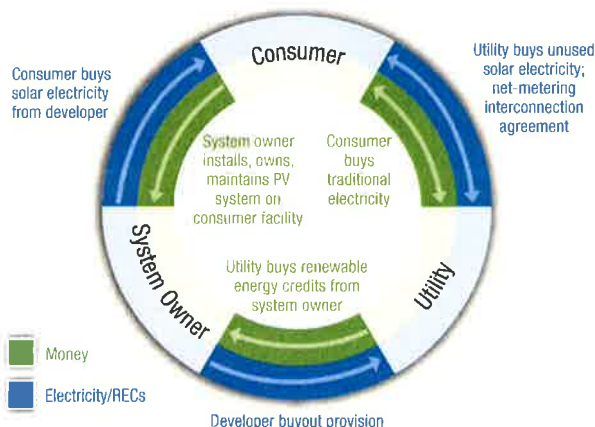 Consumer
Consumer buys
solar electricity
from developer
Utility buys unused
solar electricity;
net-metering
interconnection
agreement
System owner
installs, owns,
maintains PV
system on
consumer facility
Consumer
buys
traditional
electricity
System Owner
Utility buys renewable
energy credits from
system owner
Utility
Money
Electricity/RECs
Developer buyout provision